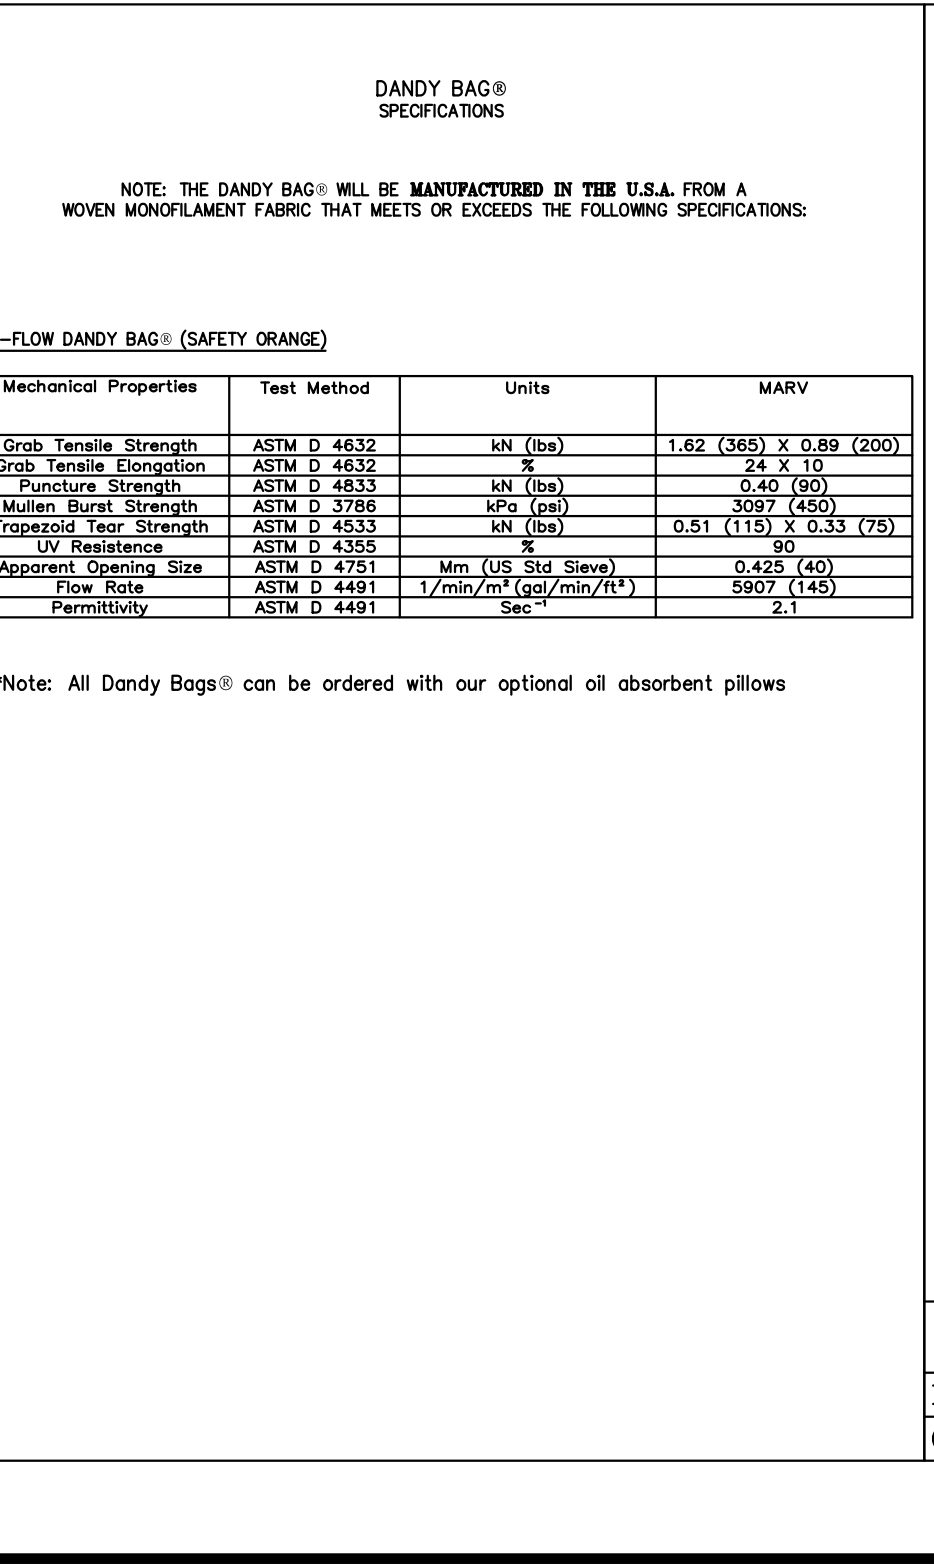 DANDY BAG®
SPECIFICATIONS
NOTE: THE DANDY BAG® WILL BE MANUFACTURED IN THE U.S.A. FROM A
WOVEN MONOFILAMENT FABRIC THAT MEETS OR EXCEEDS THE FOLLOWING SPECIFICATIONS:
–FLOW DANDY BAG® (SAFETY ORANGE)
Mechanical Properties Test Method Units MARV
Grab Tensile Strength ASTM D 4632 kN (lbs) 1.62 (365) X 0.89 (200)
Grab Tensile Elongation ASTM D 4632 % 24 X 10
Puncture Strength ASTM D 4833 kN (lbs) 0.40 (90)
Mullen Burst Strength ASTM D 3786 kPa (psi) 3097 (450)
Trapezoid Tear Strength ASTM D 4533 kN (lbs) 0.51 (115) X 0.33 (75)
UV Resistence ASTM D 4355 % 90
Apparent Opening Size ASTM D 4751 Mm (US Std Sieve) 0.425 (40)
Flow Rate ASTM D 4491 1/min/m² (gal/min/ft²) 5907 (145)
Permittivity ASTM D 4491 Sec⁻¹ 2.1
*Note: All Dandy Bags® can be ordered with our optional oil absorbent pillows